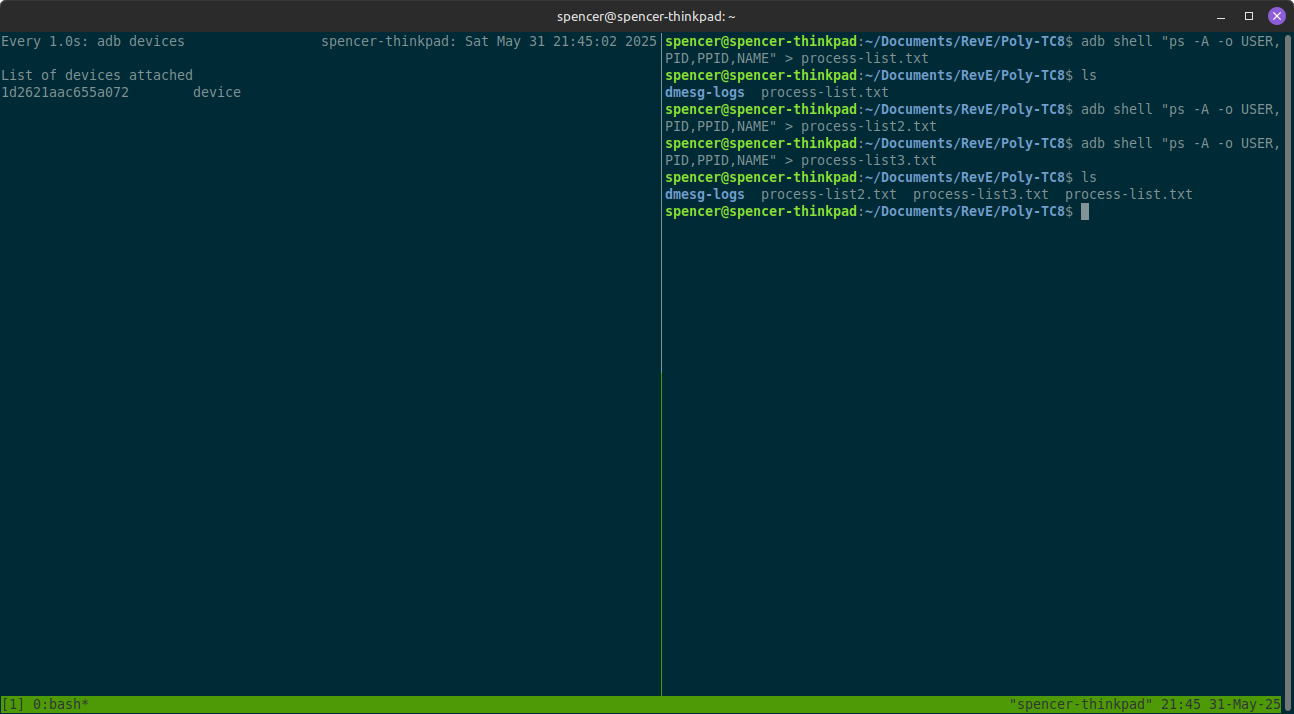 spencer@spencer-thinkpad: ~
Every 1.0s: adb devices                 spencer-thinkpad: Sat May 31 21:45:02 2025

List of devices attached
1d2621aac655a072        device
spencer@spencer-thinkpad:~/Documents/RevE/Poly-TC8$ adb shell "ps -A -o USER,
PID,PPID,NAME" > process-list.txt
spencer@spencer-thinkpad:~/Documents/RevE/Poly-TC8$ ls
dmesg-logs  process-list.txt
spencer@spencer-thinkpad:~/Documents/RevE/Poly-TC8$ adb shell "ps -A -o USER,
PID,PPID,NAME" > process-list2.txt
spencer@spencer-thinkpad:~/Documents/RevE/Poly-TC8$ adb shell "ps -A -o USER,
PID,PPID,NAME" > process-list3.txt
spencer@spencer-thinkpad:~/Documents/RevE/Poly-TC8$ ls
dmesg-logs  process-list2.txt  process-list3.txt  process-list.txt
spencer@spencer-thinkpad:~/Documents/RevE/Poly-TC8$
[1] 0:bash*                 "spencer-thinkpad" 21:45 31-May-25